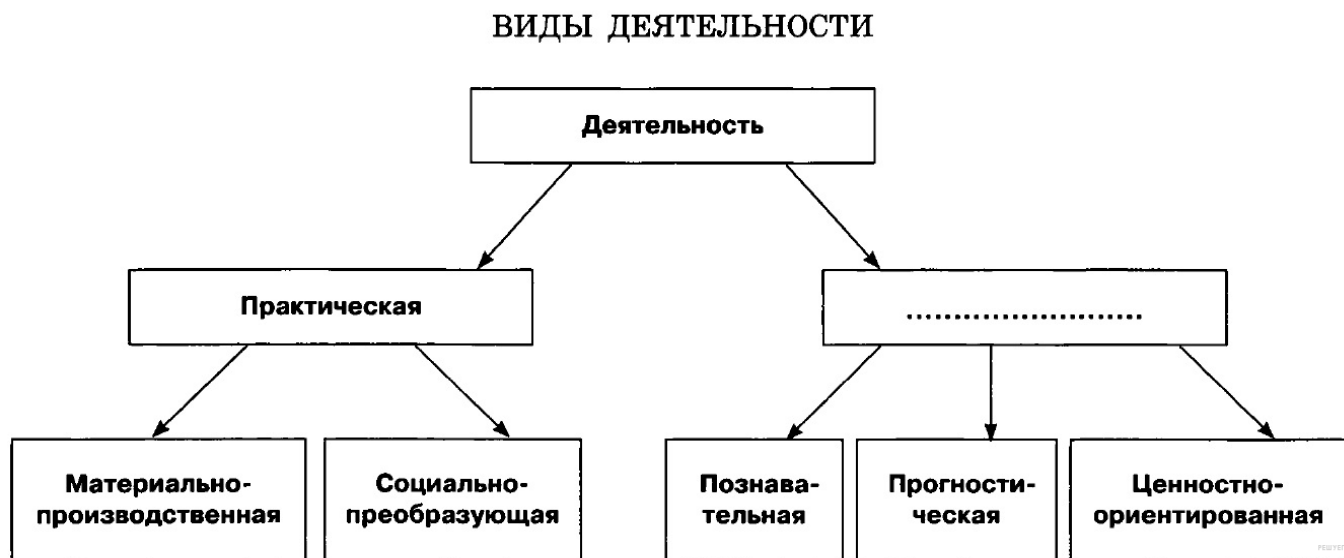 ВИДЫ ДЕЯТЕЛЬНОСТИ
Деятельность
Практическая
........................
Материально-
производственная
Социально-
преобразующая
Познава-
тельная
Прогности-
ческая
Ценностно-
ориентированная